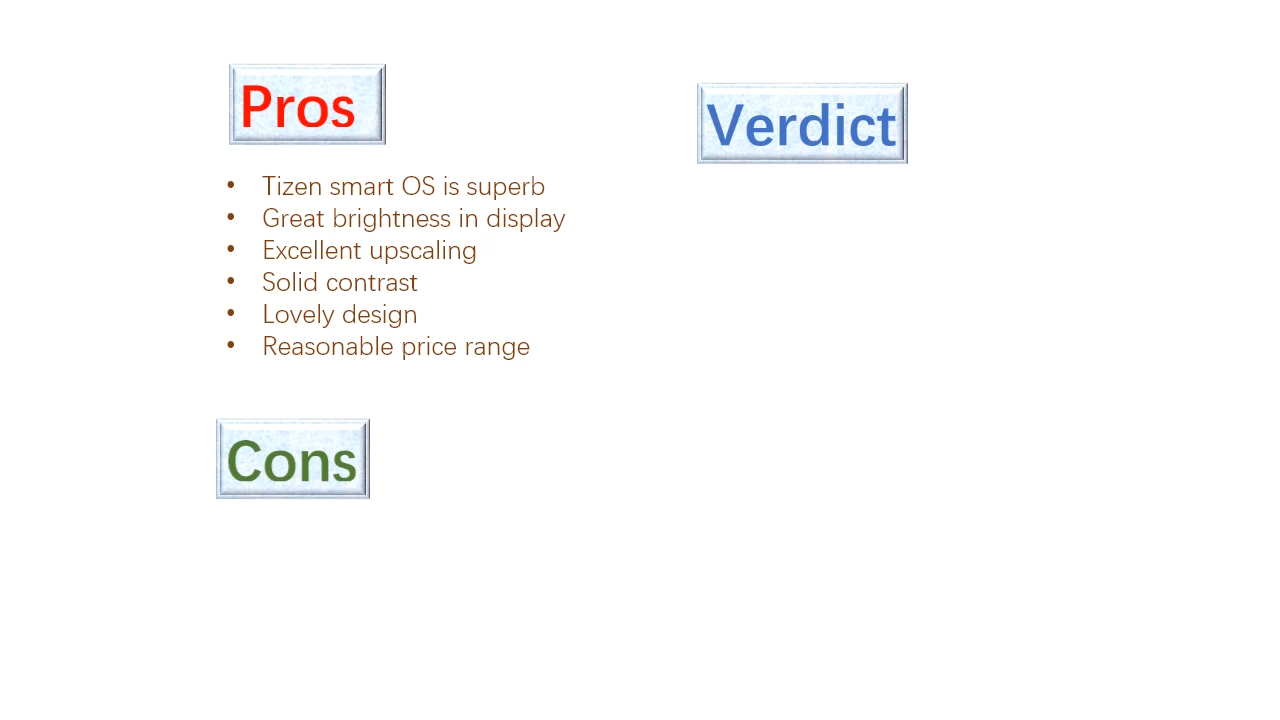 Pros
Tizen smart OS is superb
Great brightness in display
Excellent upscaling
Solid contrast
Lovely design
Reasonable price range
Cons
Verdict